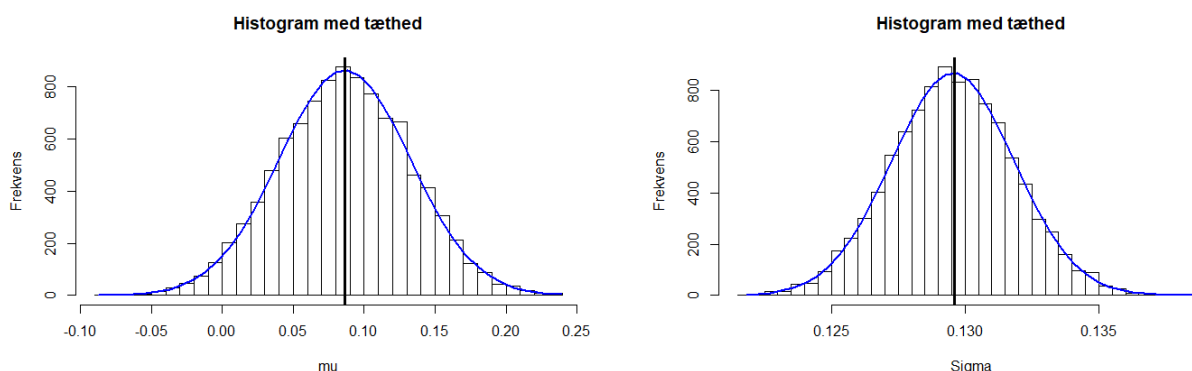 Histogram med tæthed
Frekvens
0 200 400 600 800
-0.10 -0.05 0.00 0.05 0.10 0.15 0.20 0.25
mu
Histogram med tæthed
Frekvens
0 200 400 600 800
0.125 0.130 0.135
Sigma